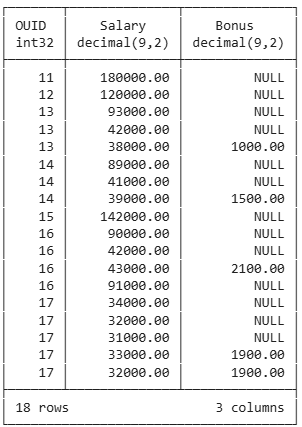 OUID Salary Bonus
int32 decimal(9,2) decimal(9,2)
11 180000.00 NULL
12 120000.00 NULL
13 93000.00 NULL
13 42000.00 NULL
13 38000.00 1000.00
14 89000.00 NULL
14 41000.00 NULL
14 39000.00 1500.00
15 142000.00 NULL
16 90000.00 NULL
16 42000.00 NULL
16 43000.00 2100.00
16 91000.00 NULL
17 34000.00 NULL
17 32000.00 NULL
17 31000.00 NULL
17 33000.00 1900.00
17 32000.00 1900.00
18 rows 3 columns